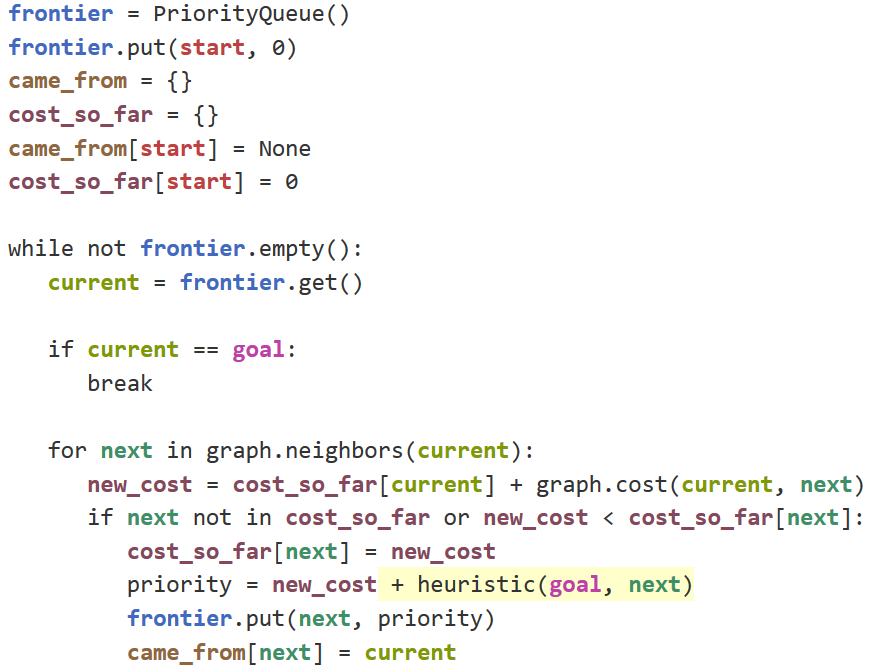 frontier = PriorityQueue()
frontier.put(start, 0)
came_from = {}
cost_so_far = {}
came_from[start] = None
cost_so_far[start] = 0

while not frontier.empty():
   current = frontier.get()

   if current == goal:
      break

   for next in graph.neighbors(current):
      new_cost = cost_so_far[current] + graph.cost(current, next)
      if next not in cost_so_far or new_cost < cost_so_far[next]:
         cost_so_far[next] = new_cost
         priority = new_cost + heuristic(goal, next)
         frontier.put(next, priority)
         came_from[next] = current